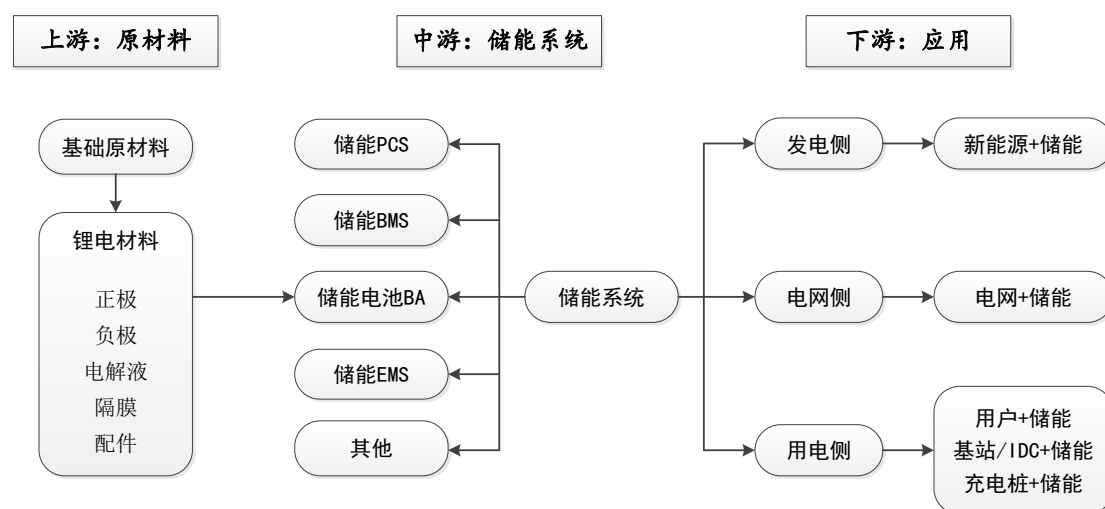 上游：原材料
中游：储能系统
下游：应用
基础原材料
锂电材料
正极
负极
电解液
隔膜
配件
储能PCS
储能BMS
储能电池BA
储能EMS
其他
储能系统
发电侧
新能源+储能
电网侧
电网+储能
用电侧
用户+储能
基站/IDC+储能
充电桩+储能